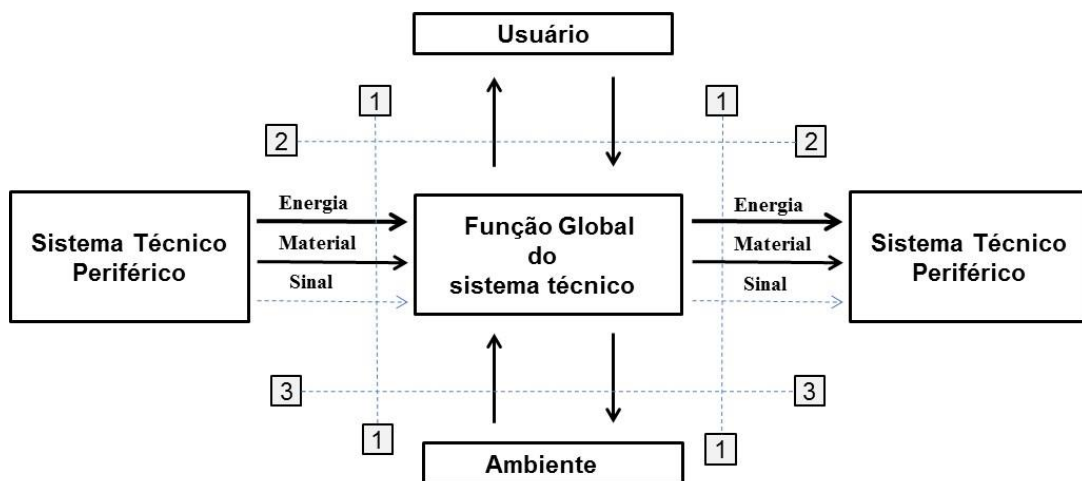 Usuário
1
1
2
2
Energia
Energia
Sistema Técnico
Periférico
Material
Sinal
Função Global
do
sistema técnico
Material
Sinal
Sistema Técnico
Periférico
3
3
1
1
Ambiente